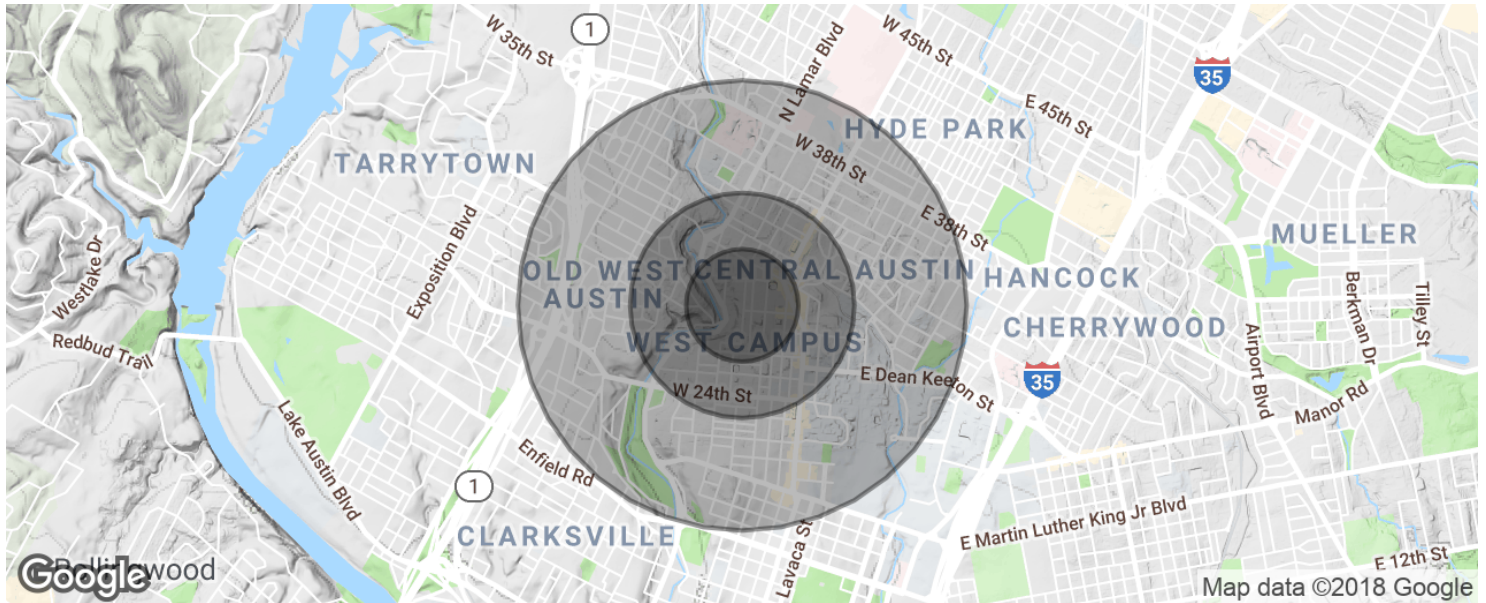 1
W 35th St
N Lamar Blvd
W 45th St
35
E 45th St
HYDE PARK
TARRYTOWN
W 38th St
E 38th St
Exposition Blvd
Westlake Dr
MUELLER
OLD WEST
AUSTIN
CENTRAL AUSTIN
HANCOCK
Berkman Dr
Tilley St
CHERRYWOOD
Redbud Trail
WEST CAMPUS
Airport Blvd
E Dean Keeton St
35
W 24th St
Manor Rd
Lake Austin Blvd
Enfield Rd
1
CLARKSVILLE
Lavaca St
E Martin Luther King Jr Blvd
E 12th St
Rollingwood
Google
Map data ©2018 Google